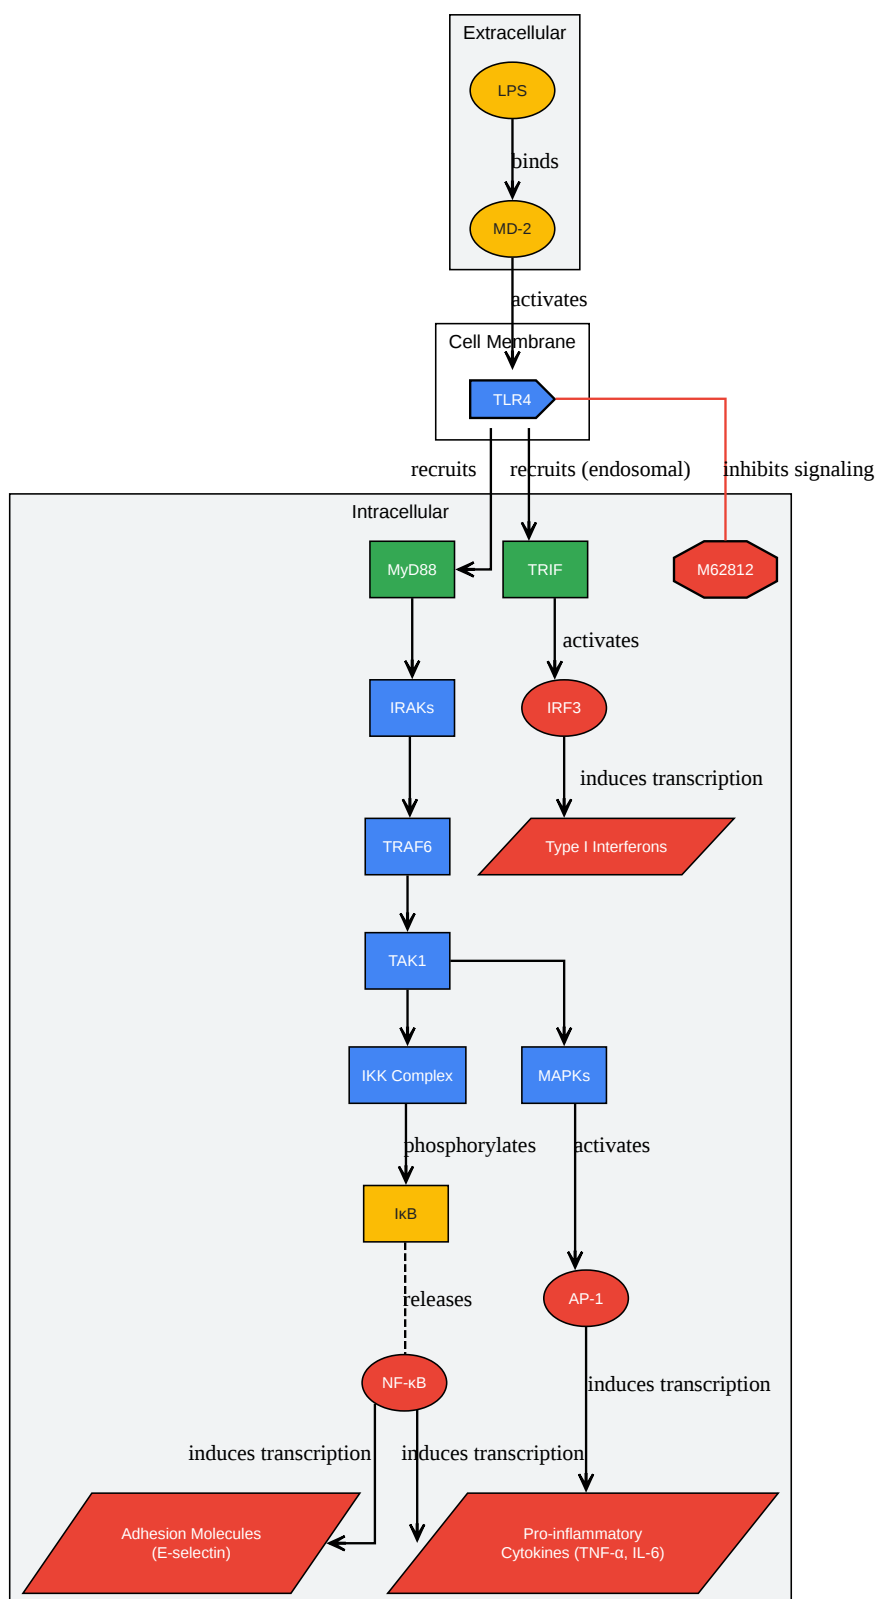 Extracellular
LPS
binds
MD-2
activates
Cell Membrane
TLR4
recruits
recruits (endosomal)
inhibits signaling
Intracellular
MyD88
TRIF
M62812
activates
IRAKs
IRF3
induces transcription
TRAF6
Type I Interferons
TAK1
IKK Complex
MAPKs
phosphorylates
activates
IκB
releases
AP-1
NF-κB
induces transcription
induces transcription
induces transcription
Adhesion Molecules
(E-selectin)
Pro-inflammatory
Cytokines (TNF-α, IL-6)